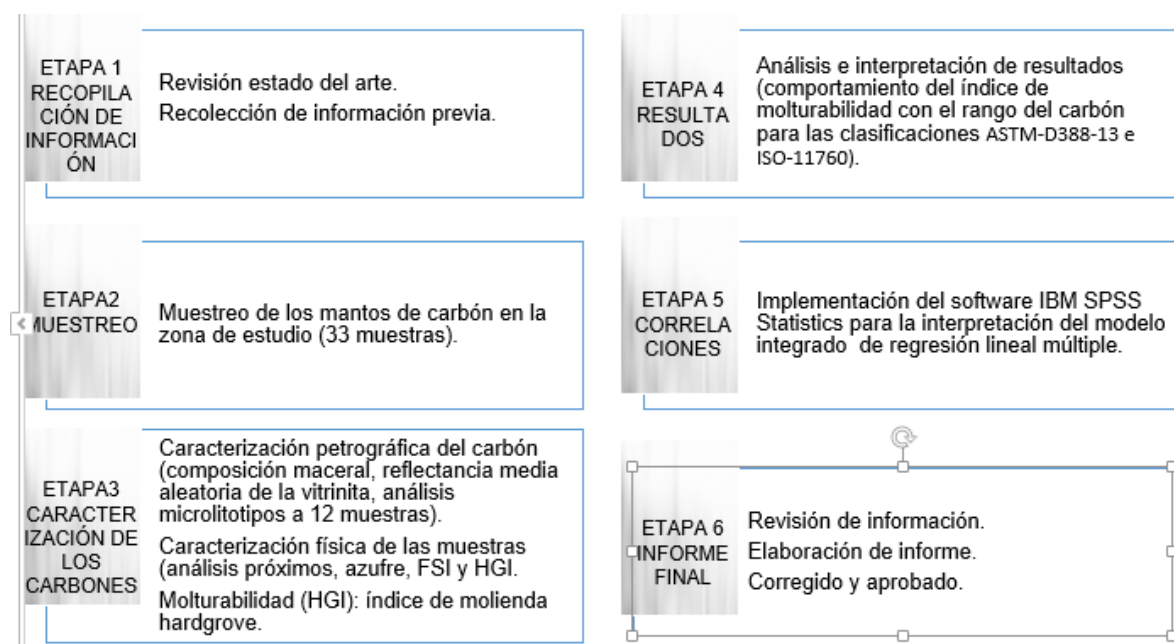 ETAPA 1
RECOPILA
CIÓN DE
INFORMACI
ÓN
Revisión estado del arte.
Recolección de información previa.
ETAPA2
MUESTREO
Muestreo de los mantos de carbón en la
zona de estudio (33 muestras).
ETAPA3
CARACTER
IZACIÓN DE
LOS
CARBONES
Caracterización petrográfica del carbón
(composición maceral, reflectancia media
aleatoria de la vitrinita, análisis
microlitotipos a 12 muestras).
Caracterización física de las muestras
(análisis próximos, azufre, FSI y HGI.
Molturabilidad (HGI): índice de molienda
hardgrove.
ETAPA 4
RESULTA
DOS
Análisis e interpretación de resultados
(comportamiento del índice de
molturabilidad con el rango del carbón
para las clasificaciones ASTM-D388-13 e
ISO-11760).
ETAPA 5
CORRELA
CIONES
Implementación del software IBM SPSS
Statistics para la interpretación del modelo
integrado de regresión lineal múltiple.
ETAPA 6
INFORME
FINAL
Revisión de información.
Elaboración de informe.
Corregido y aprobado.